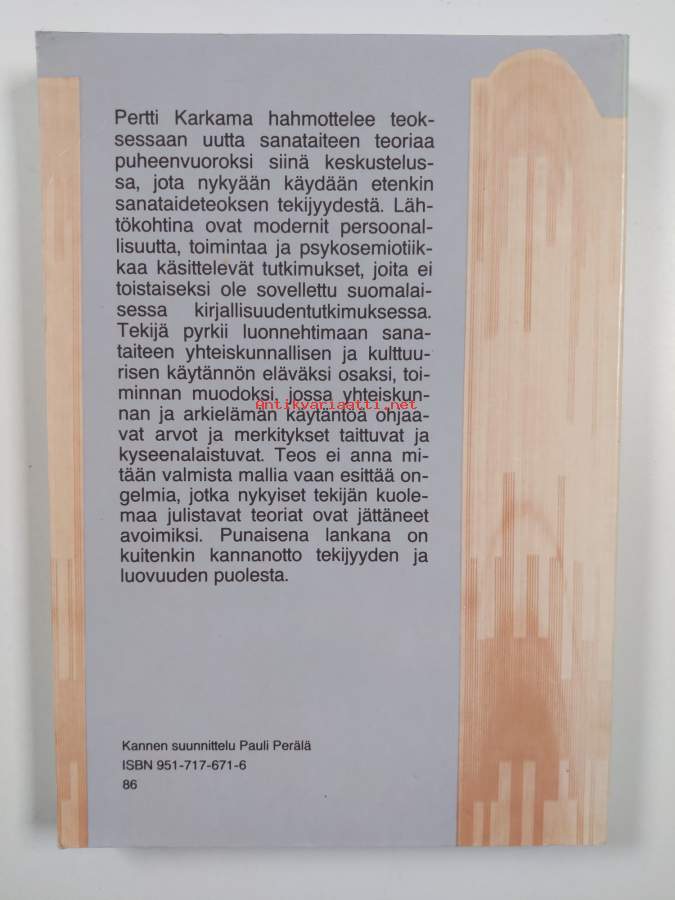 Pertti Karkama hahmottelee teok-
sessaan uutta sanataiteen teoriaa
puheenvuoroksi siinä keskustelus-
sa, jota nykyään käydään etenkin
sanataideteoksen tekijyydestä. Läh-
tökohtina ovat modernit persoonal-
lisuutta, toimintaa ja psykosemiotiik-
kaa käsittelevät tutkimukset, joita ei
toistaiseksi ole sovellettu suomalai-
sessa kirjallisuudentutkimuksessa.
Tekijä pyrkii luonnehtimaan sana-
taiteen yhteiskunnallisen ja kulttuu-
risen käytännön eläväksi osaksi, toi-
minnan muodoksi, jossa yhteiskun-
Antikvariaatti.net
nan ja arkielämän käytäntöä ohjaa-
vat arvot ja merkitykset taittuvat ja
kyseenalaistuvat. Teos ei anna mi-
tään valmista mallia vaan esittää on-
gelmia, jotka nykyiset tekijän kuole-
maa julistavat teoriat ovat jättäneet
avoimiksi. Punaisena lankana on
kuitenkin kannanotto tekijyyden ja
luovuuden puolesta.
Kannen suunnittelu Pauli Perälä
ISBN 951-717-671-6
86